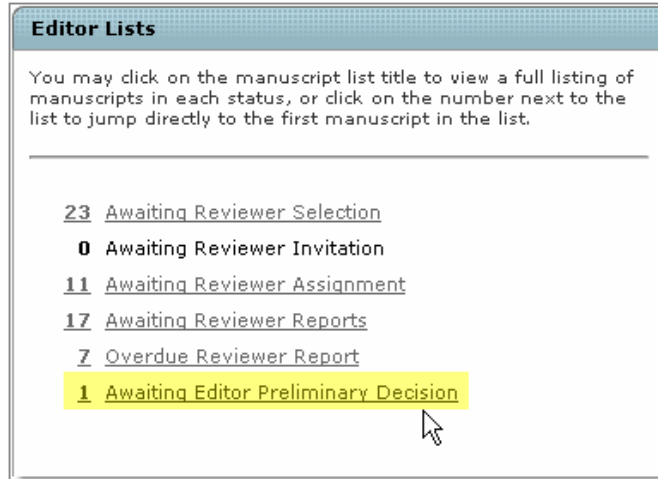 Editor Lists
You may click on the manuscript list title to view a full listing of
manuscripts in each status, or click on the number next to the
list to jump directly to the first manuscript in the list.
23 Awaiting Reviewer Selection
0 Awaiting Reviewer Invitation
11 Awaiting Reviewer Assignment
17 Awaiting Reviewer Reports
7 Overdue Reviewer Report
1 Awaiting Editor Preliminary Decision